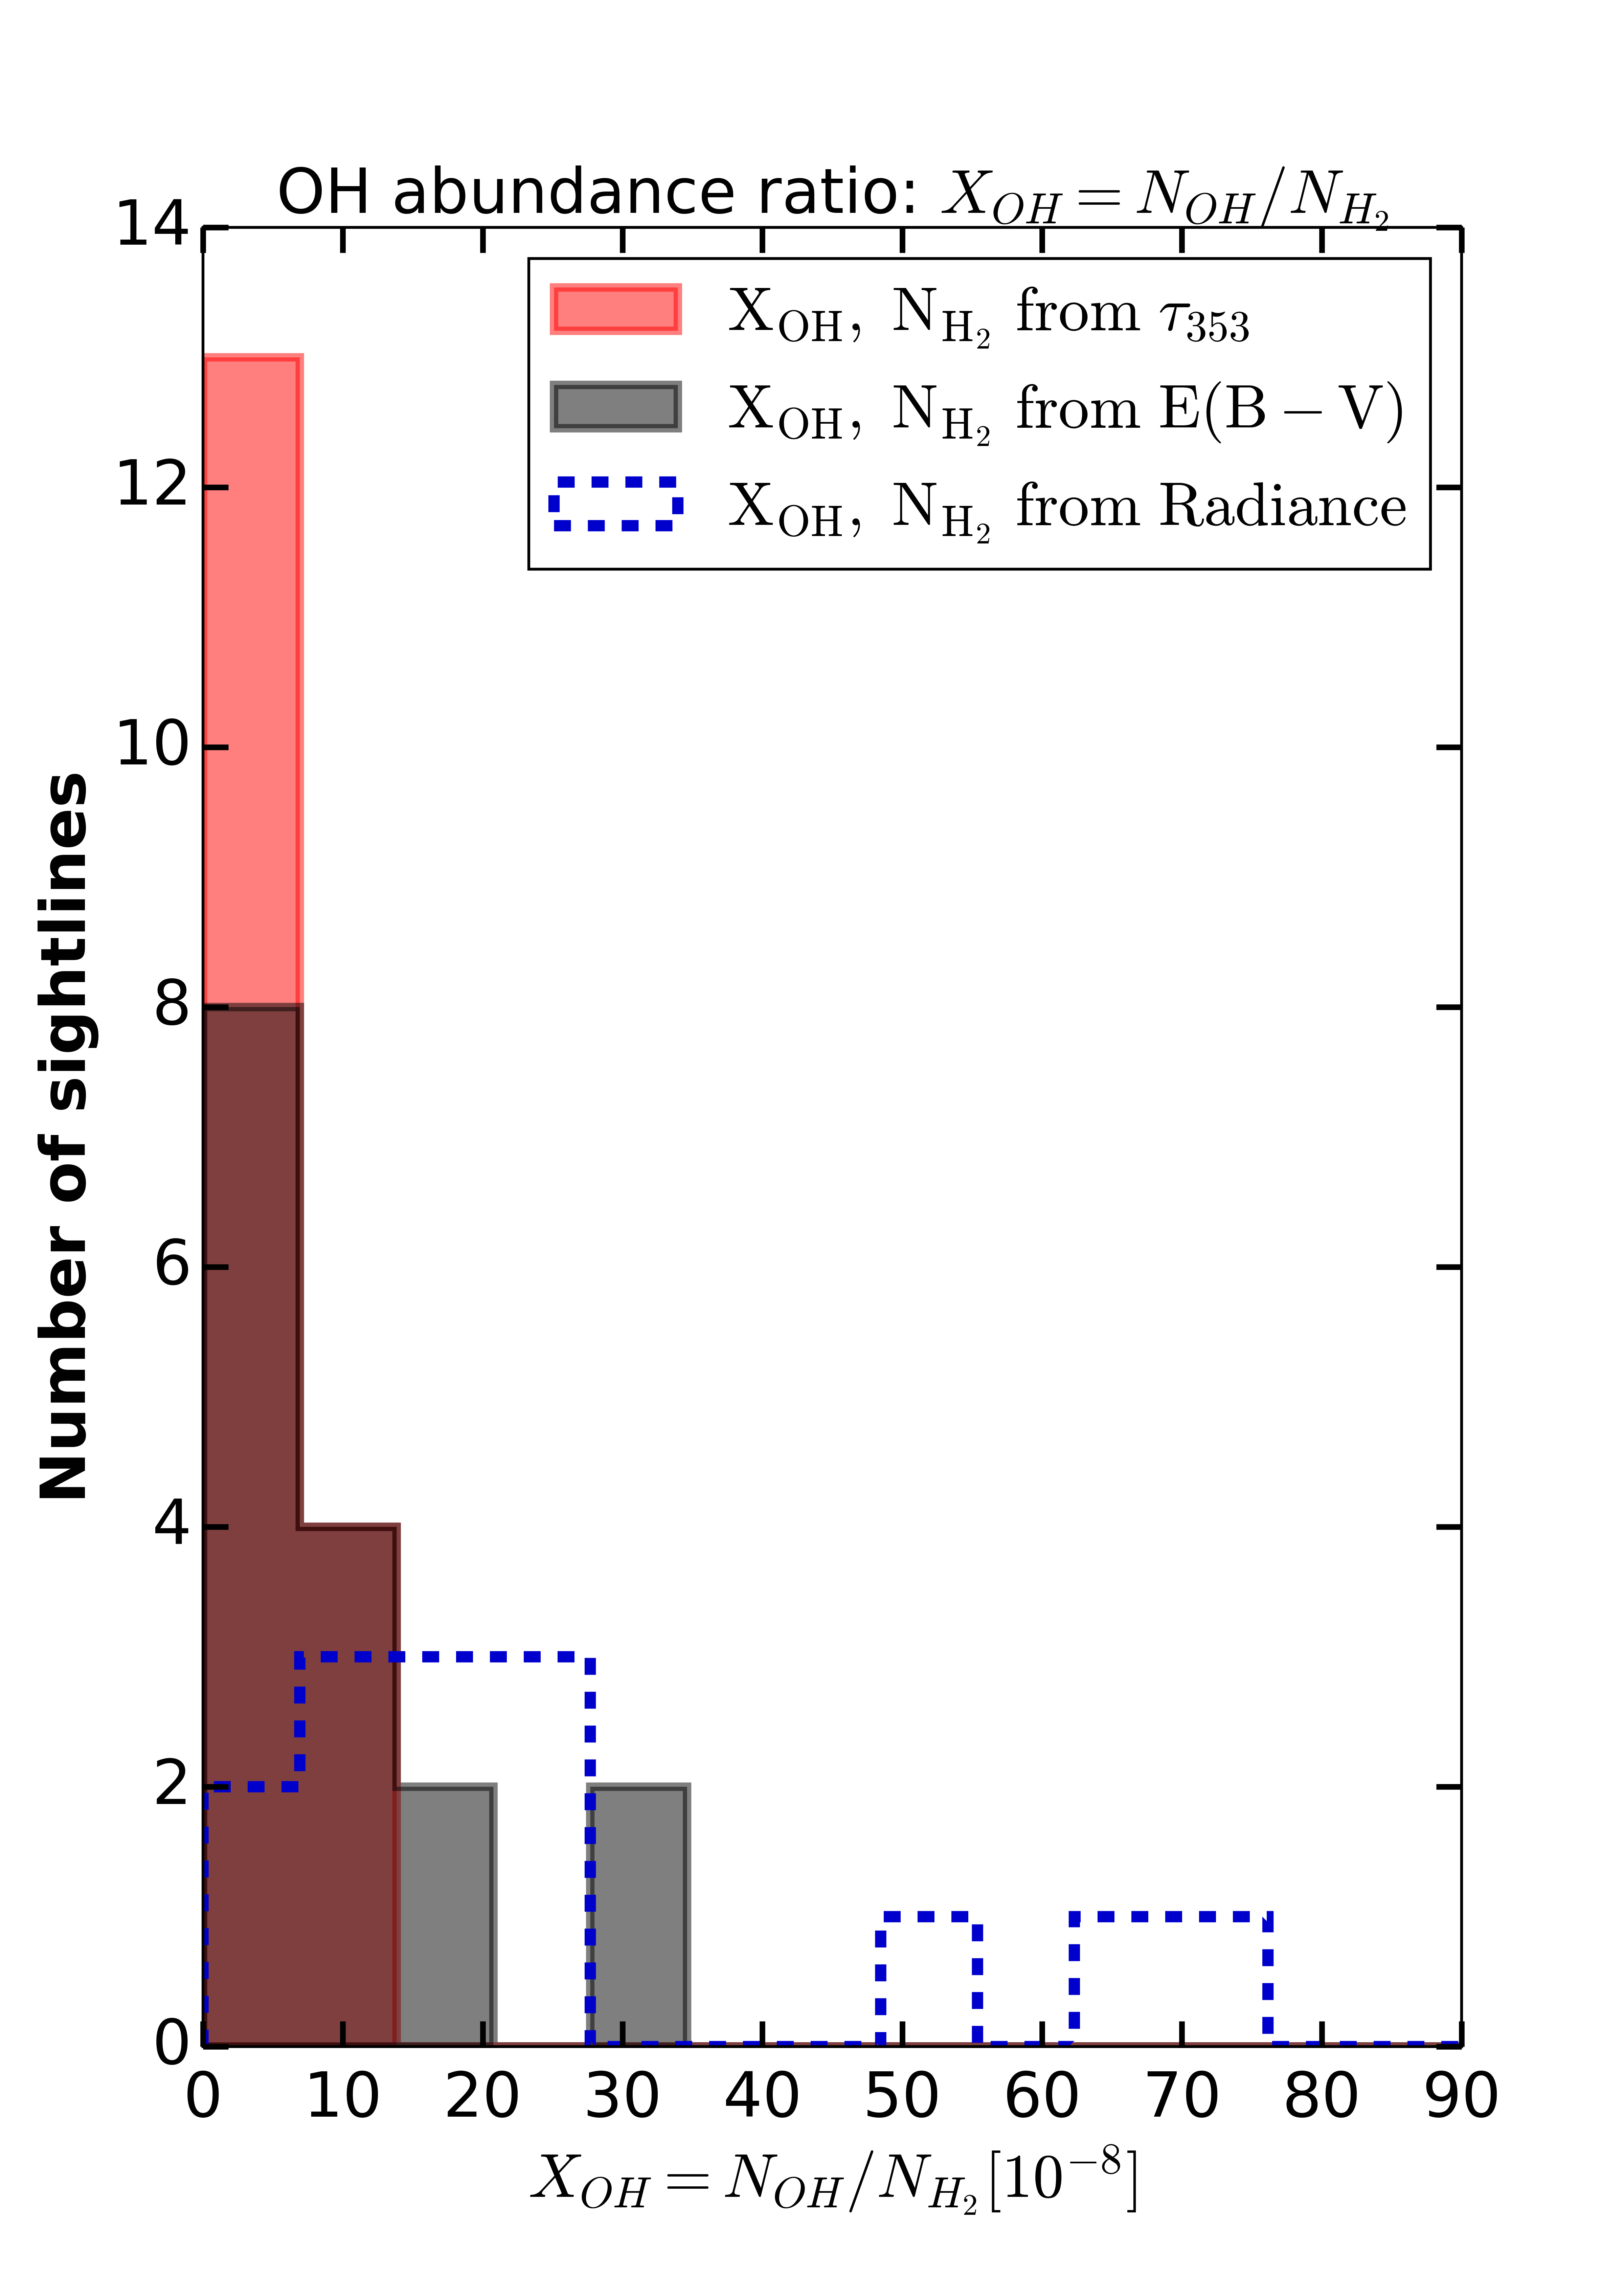 OH abundance ratio: X_OH = N_OH/N_H₂
14
X_OH, N_H₂ from τ₃₅₃
X_OH, N_H₂ from E(B − V)
X_OH, N_H₂ from Radiance
12
10
8
6
4
2
0
Number of sightlines
0 10 20 30 40 50 60 70 80 90
X_OH = N_OH/N_H₂[10⁻⁸]